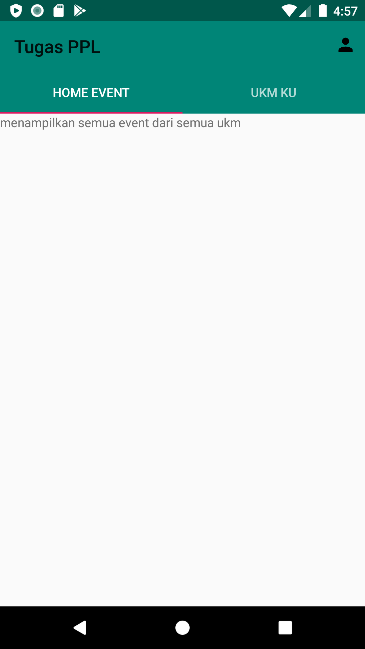 4:57
Tugas PPL
HOME EVENT
UKM KU
menampilkan semua event dari semua ukm